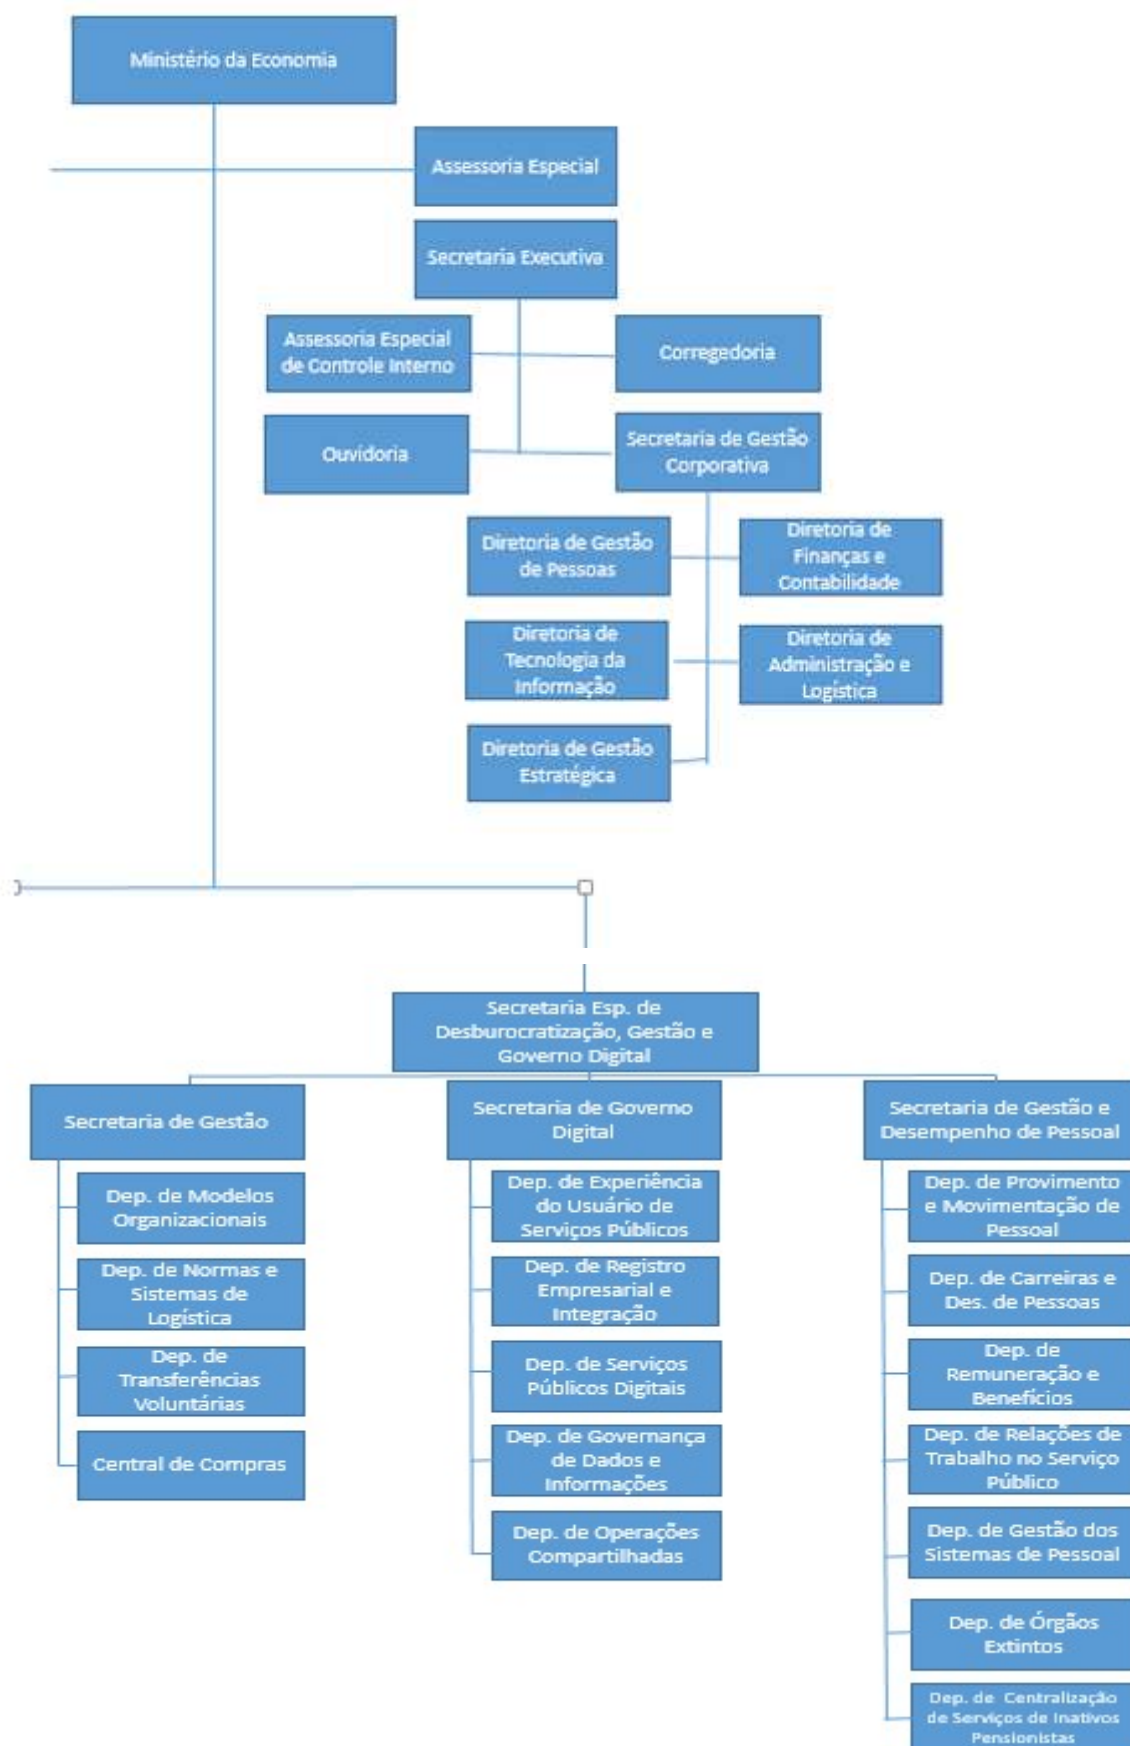 Ministério da Economia
Assessoria Especial
Secretaria Executiva
Assessoria Especial
de Controle Interno
Corregedoria
Ouvidoria
Secretaria de Gestão
Corporativa
Diretoria de Gestão
de Pessoas
Diretoria de
Finanças e
Contabilidade
Diretoria de
Tecnologia da
Informação
Diretoria de
Administração e
Logística
Diretoria de Gestão
Estratégica
Secretaria Esp. de
Desburocratização, Gestão e
Governo Digital
Secretaria de Gestão
Dep. de Modelos
Organizacionais
Dep. de Normas e
Sistemas de
Logística
Dep. de
Transferências
Voluntárias
Central de Compras
Secretaria de Governo
Digital
Dep. de Experiência
do Usuário de
Serviços Públicos
Dep. de Registro
Empresarial e
Integração
Dep. de Serviços
Públicos Digitais
Dep. de Governança
de Dados e
Informações
Dep. de Operações
Compartilhadas
Secretaria de Gestão e
Desempenho de Pessoal
Dep. de Provimento
e Movimentação de
Pessoal
Dep. de Carreiras e
Des. de Pessoas
Dep. de
Remuneração e
Benefícios
Dep. de Relações de
Trabalho no Serviço
Público
Dep. de Gestão dos
Sistemas de Pessoal
Dep. de Órgãos
Extintos
Dep. de Centralização
de Serviços de Inativos
Pensionistas